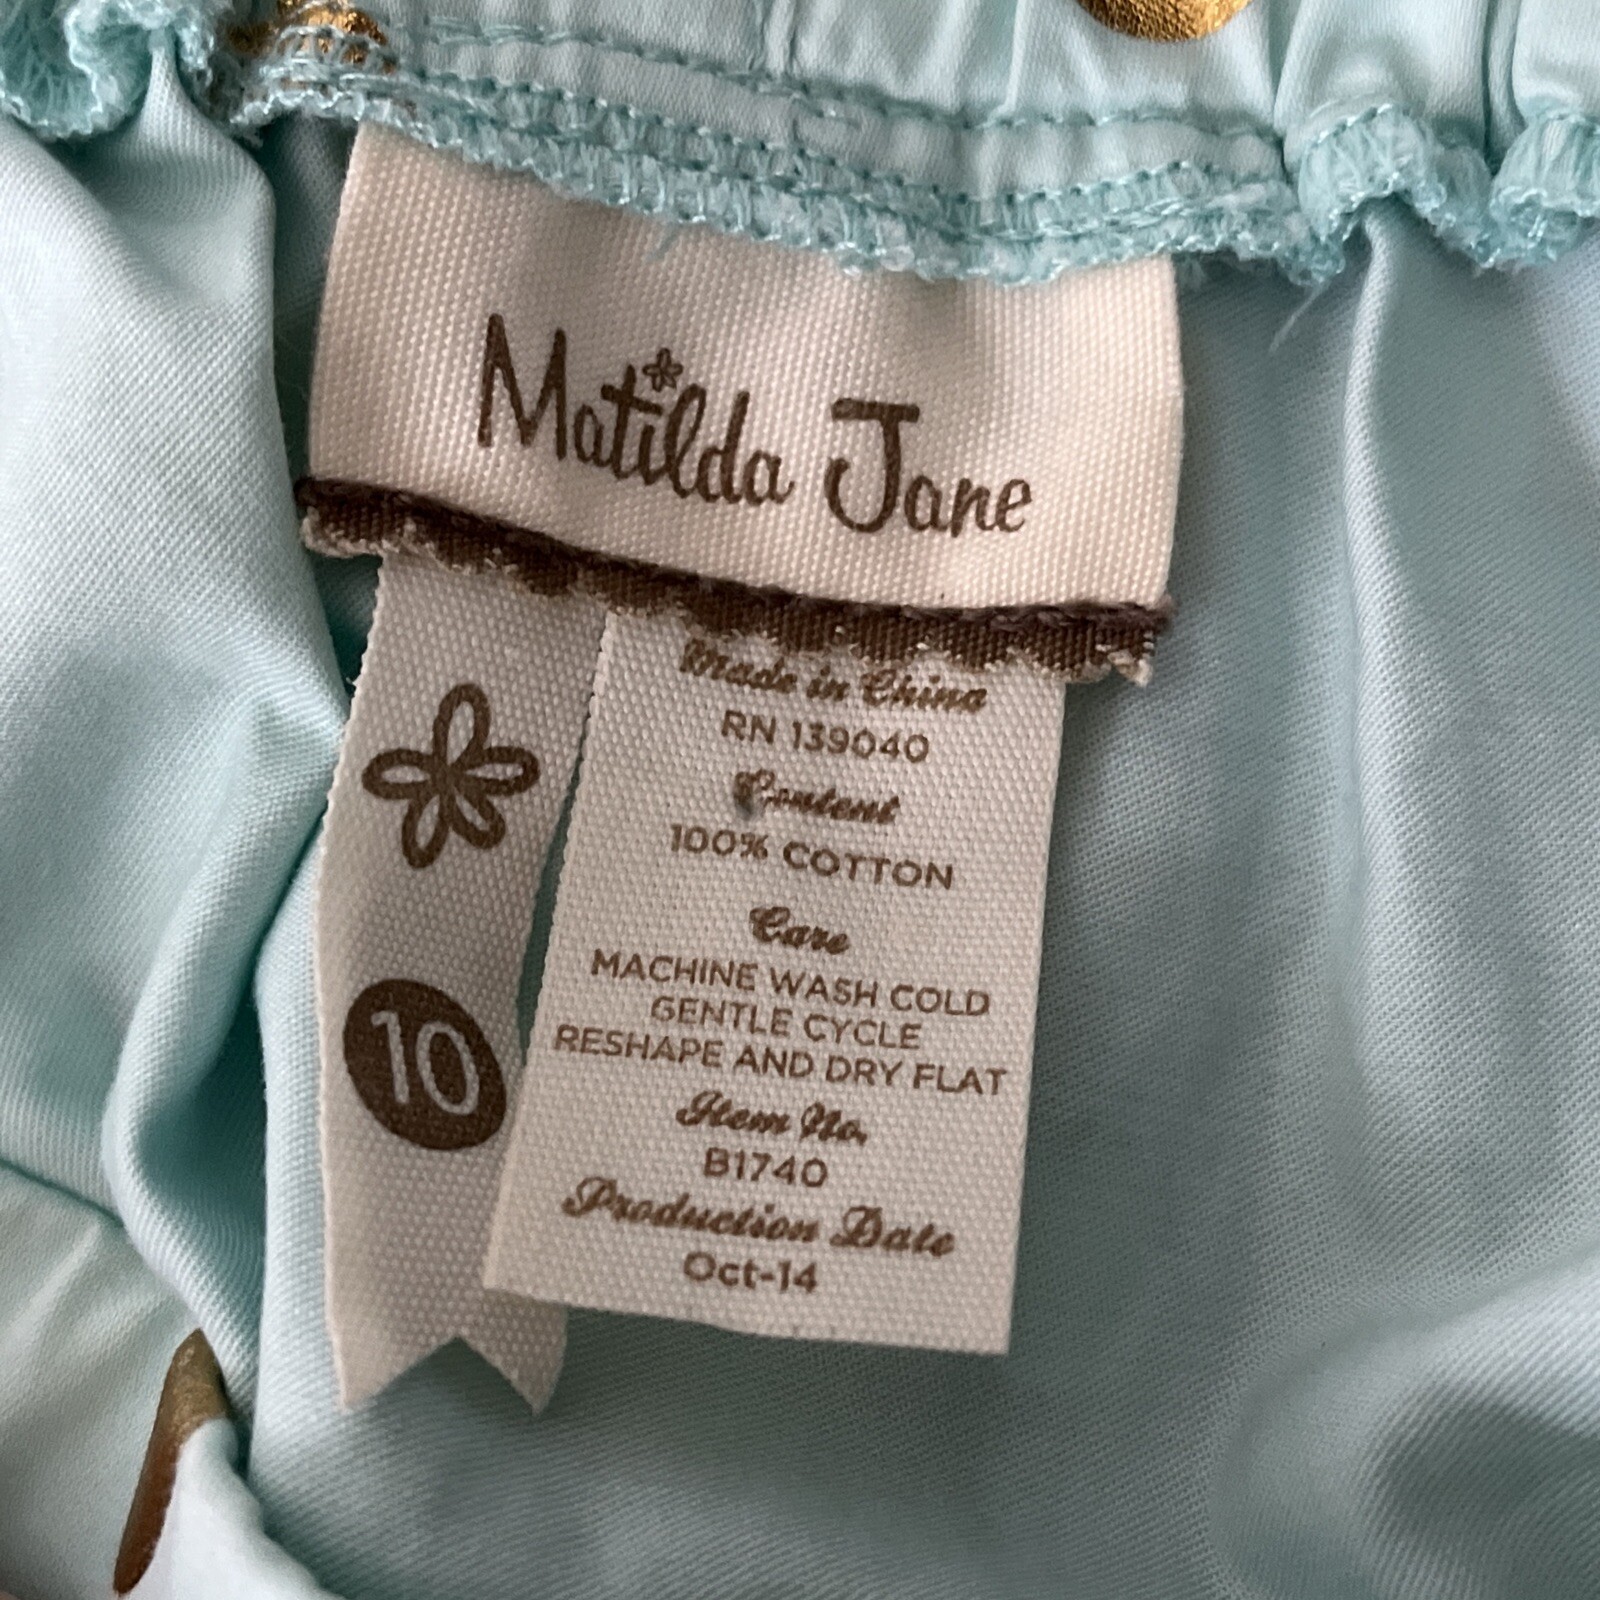 Matilda Jane
10
Made in China
RN 139040
Content
100% COTTON
Care
MACHINE WASH COLD
GENTLE CYCLE
RESHAPE AND DRY FLAT
Item No.
B1740
Production Date
Oct-14